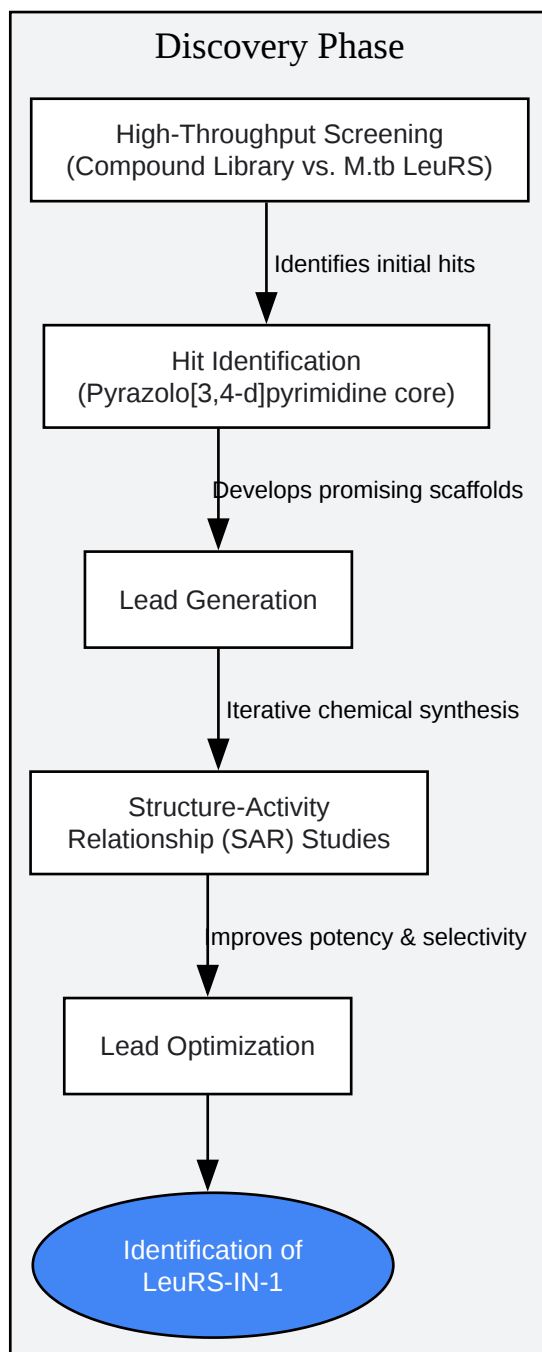 Discovery Phase
High-Throughput Screening
(Compound Library vs. M.tb LeuRS)
Identifies initial hits
Hit Identification
(Pyrazolo[3,4-d]pyrimidine core)
Develops promising scaffolds
Lead Generation
Iterative chemical synthesis
Structure-Activity
Relationship (SAR) Studies
Improves potency & selectivity
Lead Optimization
Identification of
LeuRS-IN-1